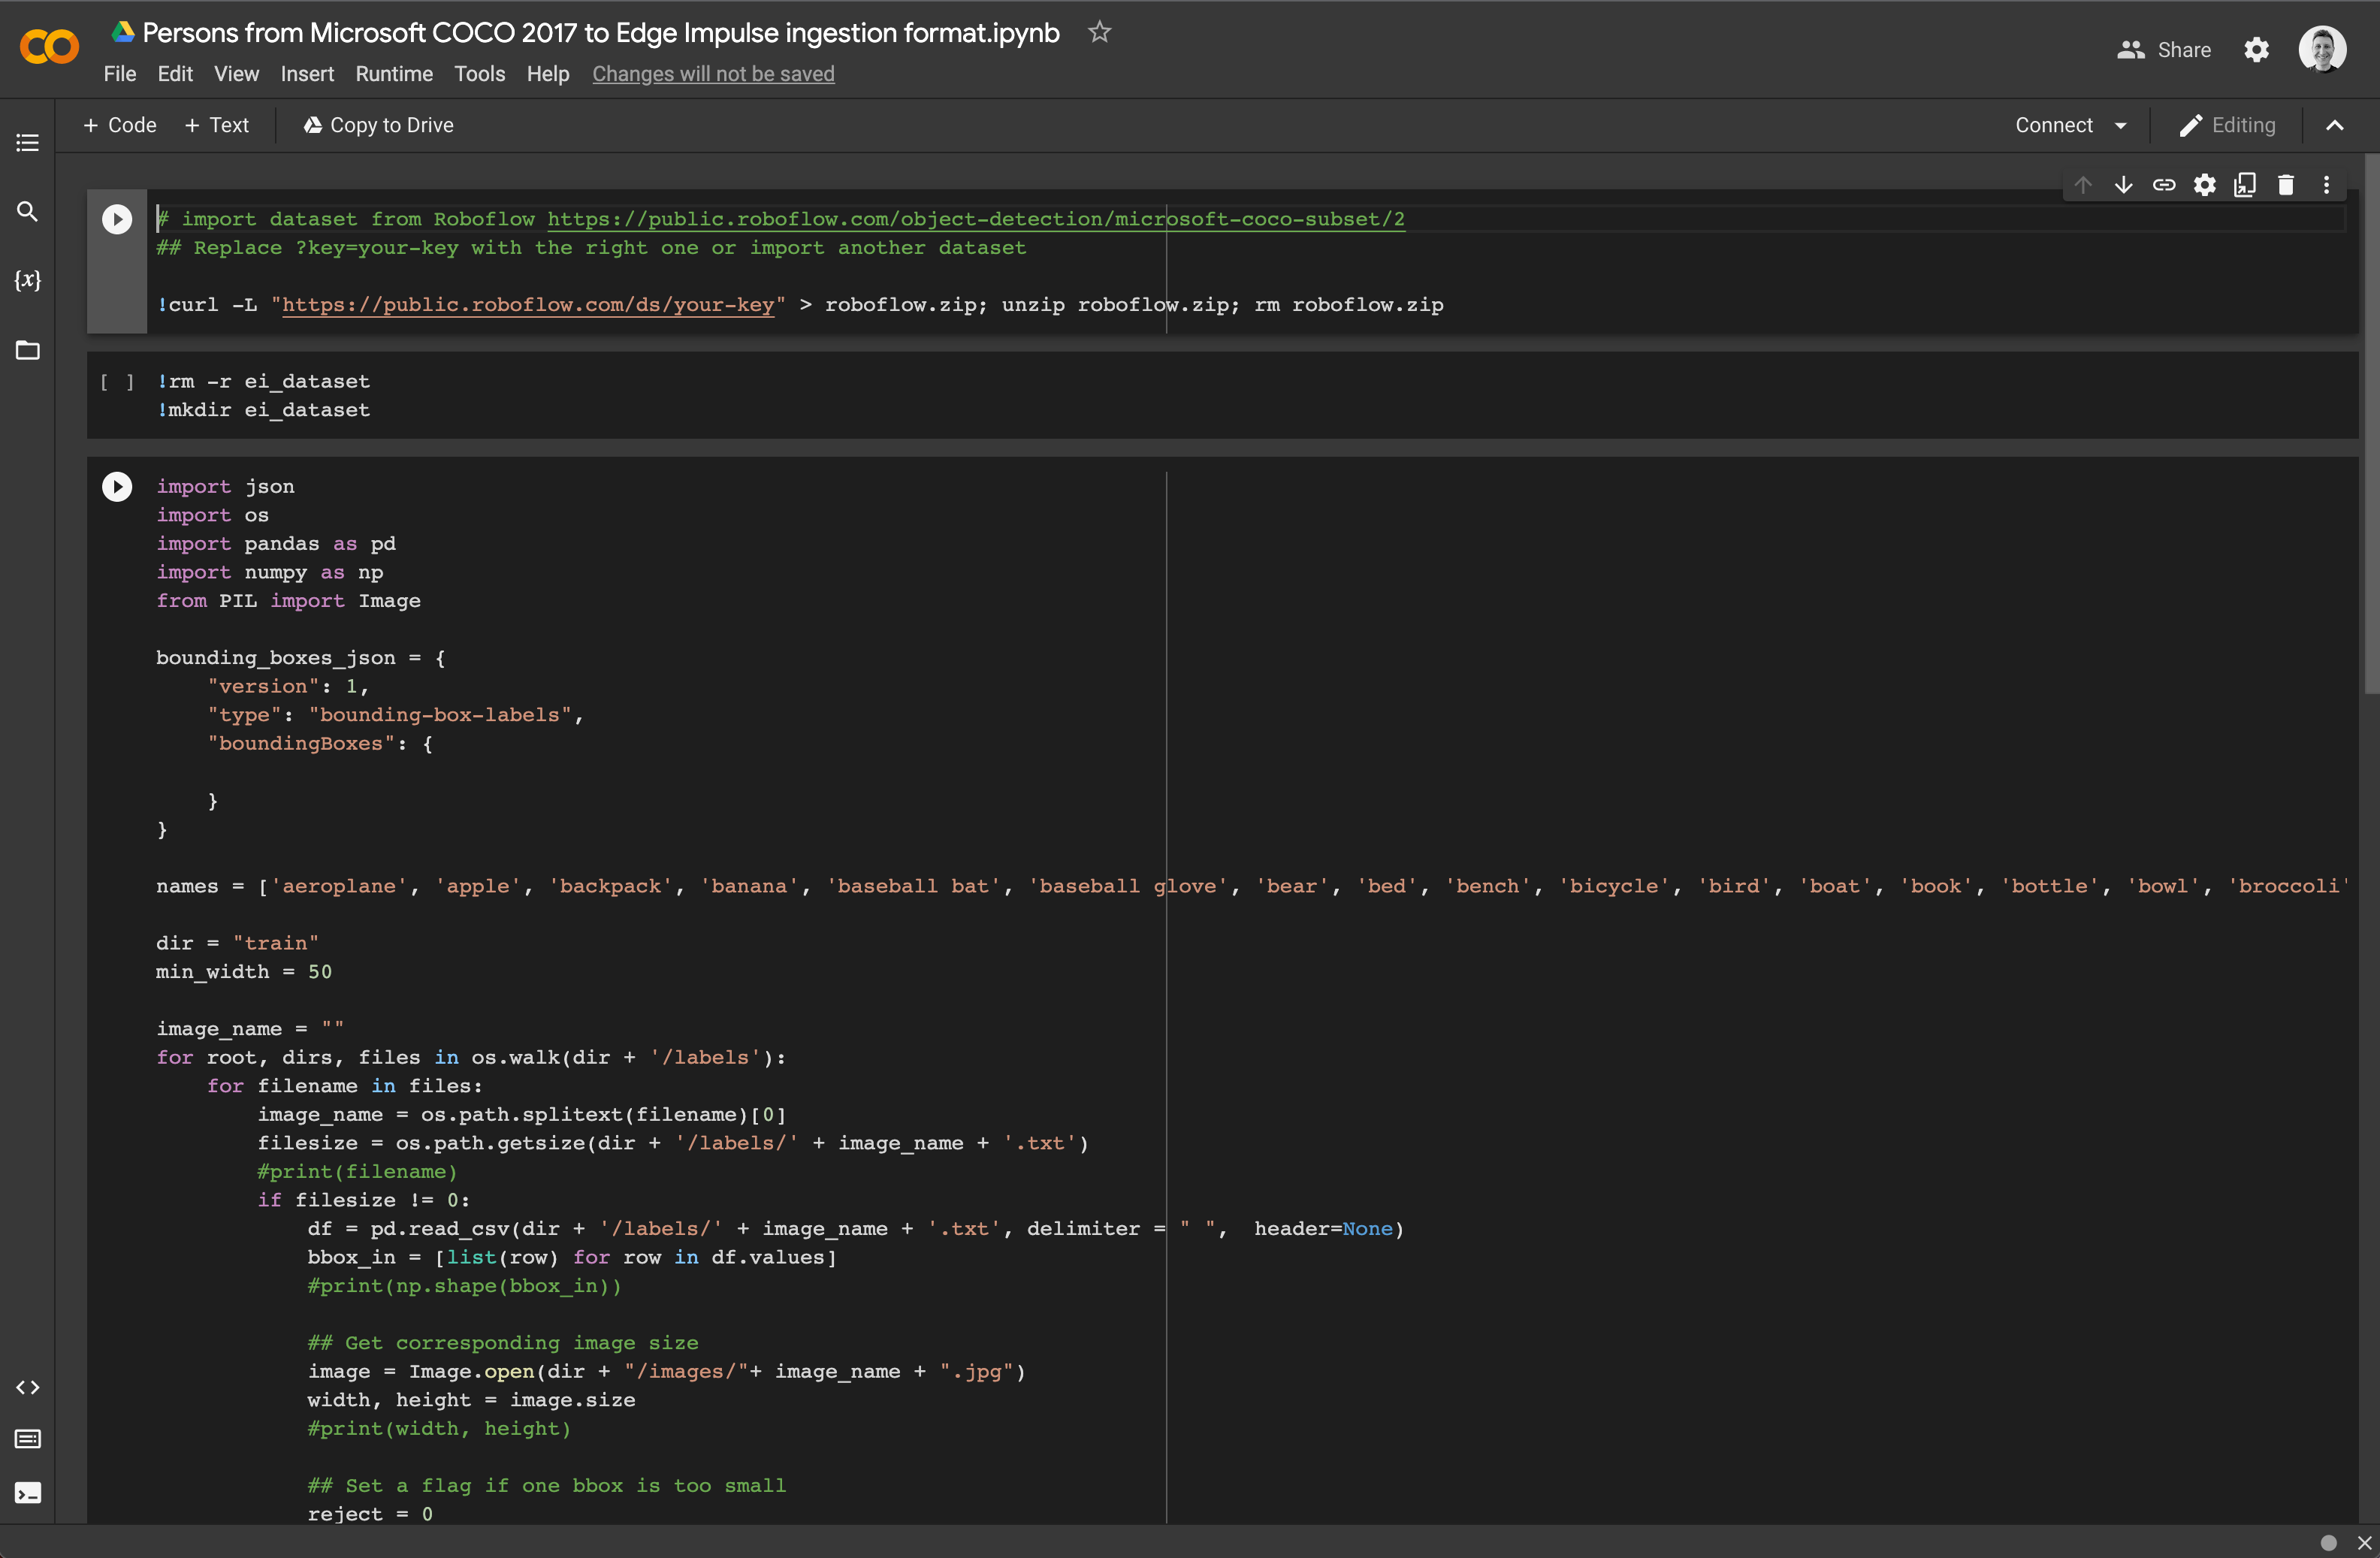 Persons from Microsoft COCO 2017 to Edge Impulse ingestion format.ipynb
Share
File Edit View Insert Runtime Tools Help Changes will not be saved
+ Code + Text Copy to Drive Connect Editing
# import dataset from Roboflow https://public.roboflow.com/object-detection/microsoft-coco-subset/2
## Replace ?key=your-key with the right one or import another dataset
!curl -L "https://public.roboflow.com/ds/your-key" > roboflow.zip; unzip roboflow.zip; rm roboflow.zip
[ ] !rm -r ei_dataset
!mkdir ei_dataset
import json
import os
import pandas as pd
import numpy as np
from PIL import Image
bounding_boxes_json = {
    "version": 1,
    "type": "bounding-box-labels",
    "boundingBoxes": {
    }
}
names = ['aeroplane', 'apple', 'backpack', 'banana', 'baseball bat', 'baseball glove', 'bear', 'bed', 'bench', 'bicycle', 'bird', 'boat', 'book', 'bottle', 'bowl', 'broccoli'
dir = "train"
min_width = 50
image_name = ""
for root, dirs, files in os.walk(dir + '/labels'):
    for filename in files:
        image_name = os.path.splitext(filename)[0]
        filesize = os.path.getsize(dir + '/labels/' + image_name + '.txt')
        #print(filename)
        if filesize != 0:
            df = pd.read_csv(dir + '/labels/' + image_name + '.txt', delimiter = " ",  header=None)
            bbox_in = [list(row) for row in df.values]
            #print(np.shape(bbox_in))
            ## Get corresponding image size
            image = Image.open(dir + "/images/"+ image_name + ".jpg")
            width, height = image.size
            #print(width, height)
            ## Set a flag if one bbox is too small
            reject = 0